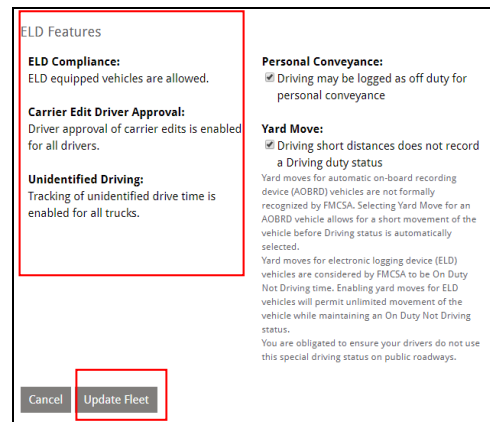 ELD Features
ELD Compliance:
ELD equipped vehicles are allowed.
Carrier Edit Driver Approval:
Driver approval of carrier edits is enabled
for all drivers.
Unidentified Driving:
Tracking of unidentified drive time is
enabled for all trucks.
Personal Conveyance:
Driving may be logged as off duty for
personal conveyance
Yard Move:
Driving short distances does not record
a Driving duty status
Yard moves for automatic on-board recording
device (AOBRD) vehicles are not formally
recognized by FMCSA. Selecting Yard Move for an
AOBRD vehicle allows for a short movement of the
vehicle before Driving status is automatically
selected.
Yard moves for electronic logging device (ELD)
vehicles are considered by FMCSA to be On Duty
Not Driving time. Enabling yard moves for ELD
vehicles will permit unlimited movement of the
vehicle while maintaining an On Duty Not Driving
status.
You are obligated to ensure your drivers do not use
this special driving status on public roadways.
Cancel
Update Fleet